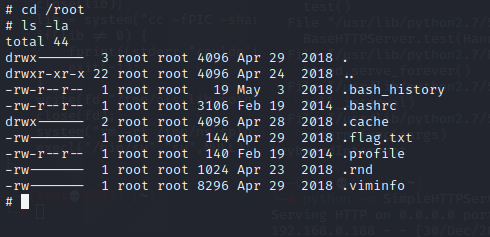 # cd /root
# ls -la
total 44
drwx------  3 root root 4096 Apr 29  2018 .
drwxr-xr-x 22 root root 4096 Apr 24  2018 ..
-rw-r--r--  1 root root   19 May  3  2018 .bash_history
-rw-r--r--  1 root root 3106 Feb 19  2014 .bashrc
drwx------  2 root root 4096 Apr 28  2018 .cache
-rw-------  1 root root  144 Apr 29  2018 .flag.txt
-rw-r--r--  1 root root  140 Feb 19  2014 .profile
-rw-------  1 root root 1024 Apr 23  2018 .rnd
-rw-------  1 root root 8296 Apr 29  2018 .viminfo
#